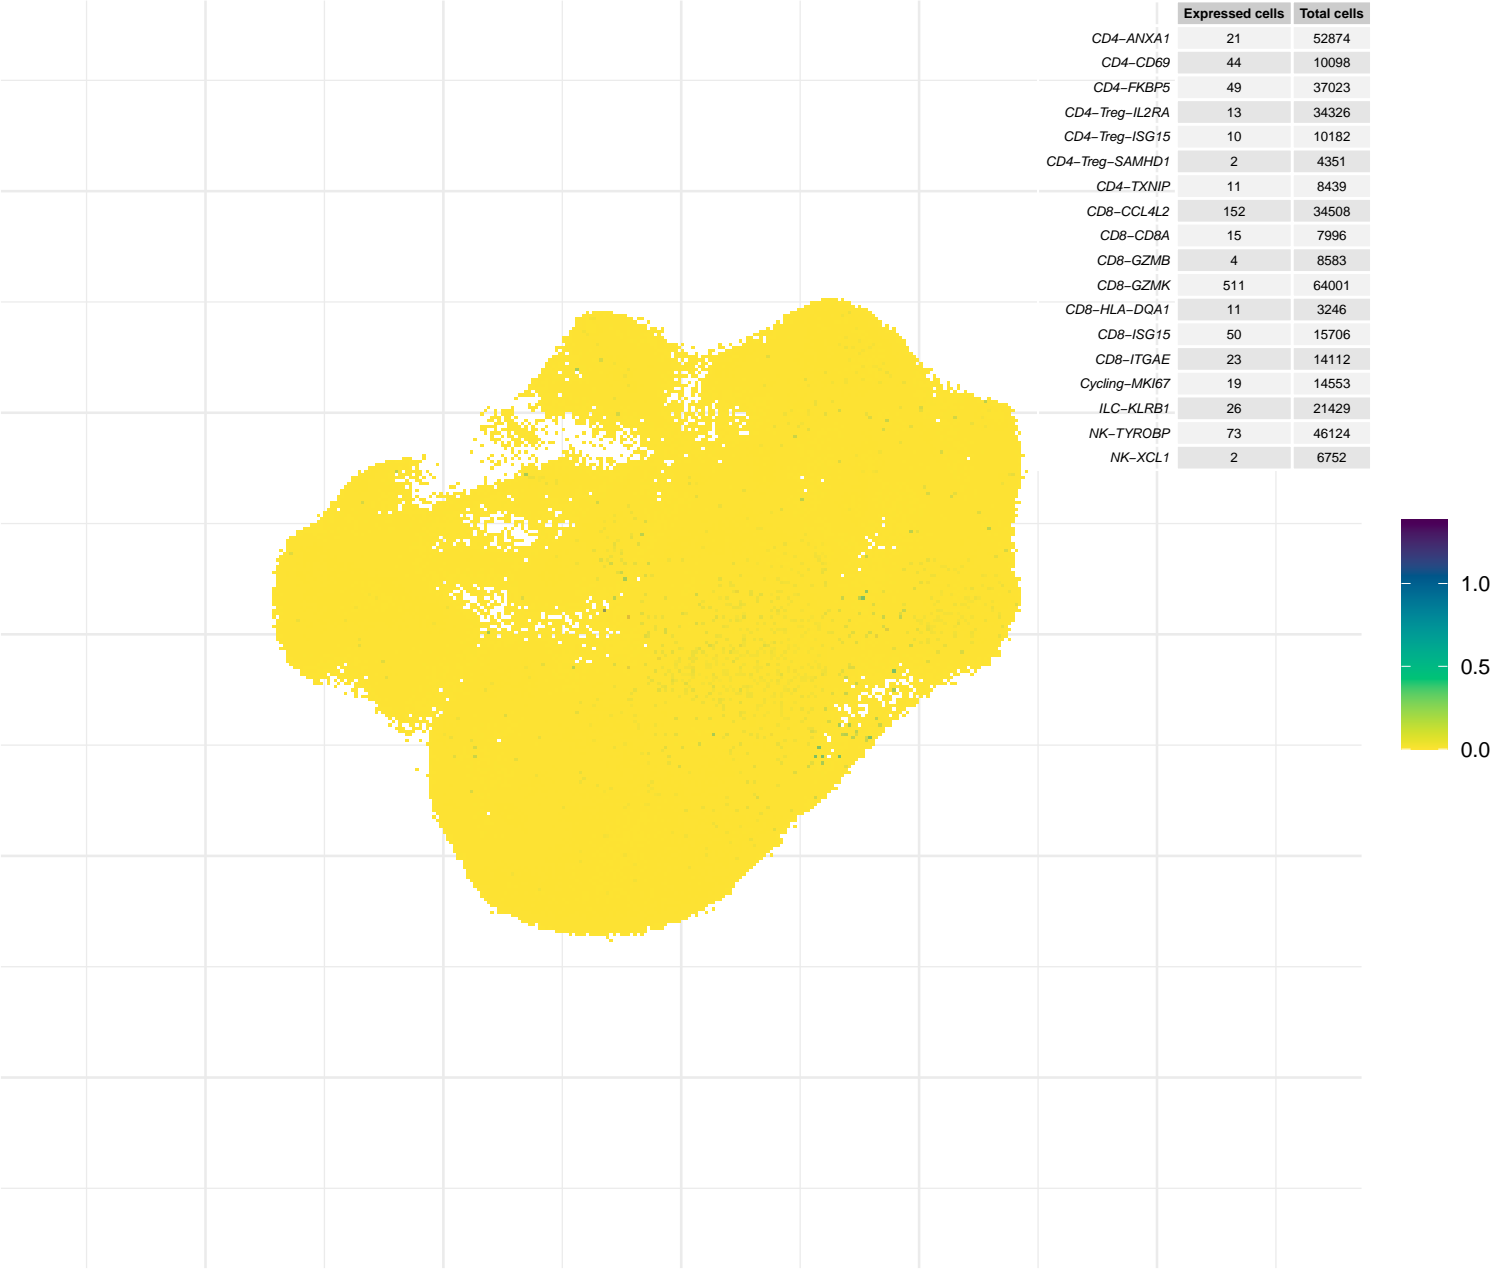 Expressed cells Total cells
CD4−ANXA1 21 52874
CD4−CD69 44 10098
CD4−FKBP5 49 37023
CD4−Treg−IL2RA 13 34326
CD4−Treg−ISG15 10 10182
CD4−Treg−SAMHD1 2 4351
CD4−TXNIP 11 8439
CD8−CCL4L2 152 34508
CD8−CD8A 15 7996
CD8−GZMB 4 8583
CD8−GZMK 511 64001
CD8−HLA−DQA1 11 3246
CD8−ISG15 50 15706
CD8−ITGAE 23 14112
Cycling−MKI67 19 14553
ILC−KLRB1 26 21429
NK−TYROBP 73 46124
NK−XCL1 2 6752
1.0
0.5
0.0